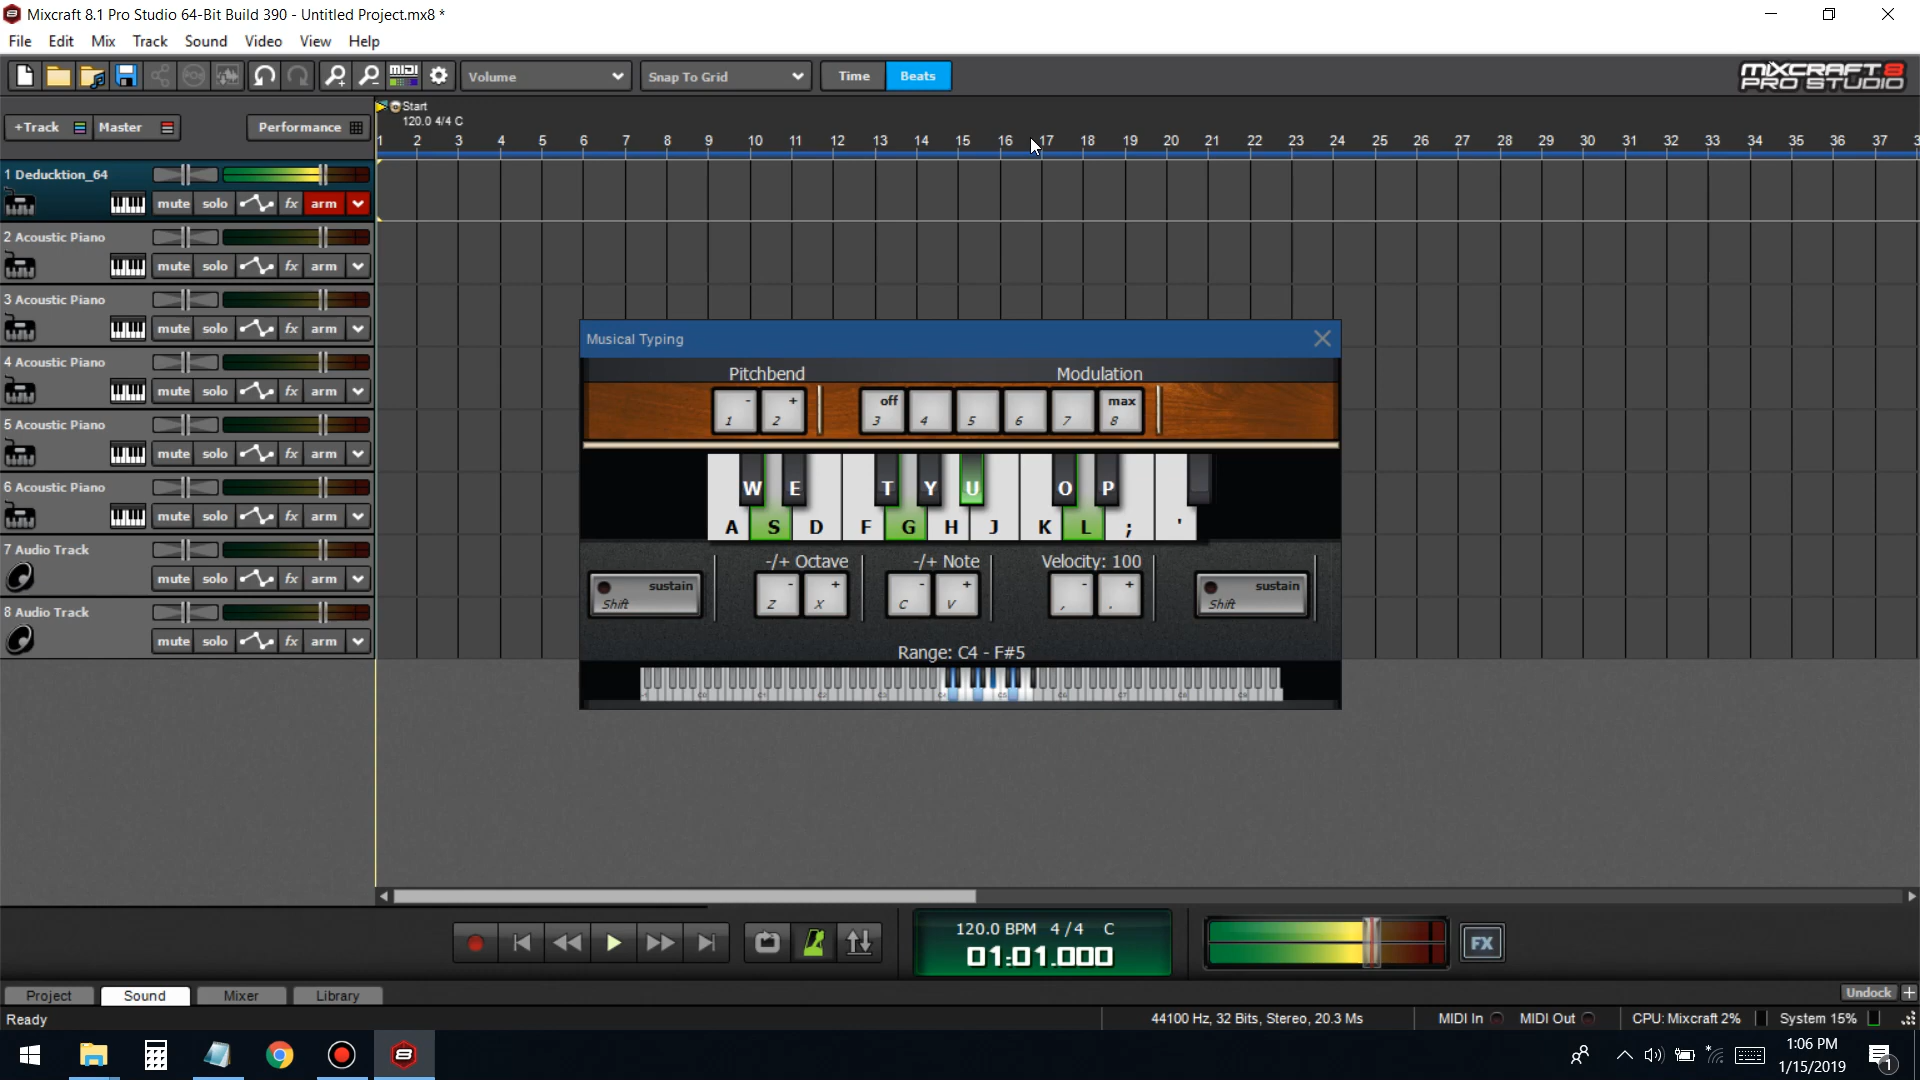 Mixcraft 8.1 Pro Studio 64-Bit Build 390 - Untitled Project.mx8 *
File Edit Mix Track Sound Video View Help
MIDI Volume Snap To Grid Time Beats
MIXCRAFT 8
PRO STUDIO
Start
120.0 4/4 C
+Track Master Performance
1 2 3 4 5 6 7 8 9 10 11 12 13 14 15 16 17 18 19 20 21 22 23 24 25 26 27 28 29 30 31 32 33 34 35 36 37
1 Deducktion_64
mute solo fx arm
2 Acoustic Piano
mute solo fx arm
3 Acoustic Piano
mute solo fx arm
4 Acoustic Piano
mute solo fx arm
5 Acoustic Piano
mute solo fx arm
6 Acoustic Piano
mute solo fx arm
7 Audio Track
mute solo fx arm
8 Audio Track
mute solo fx arm
Musical Typing
Pitchbend Modulation
- + off max
1 2 3 4 5 6 7 8
W E T Y U O P
A S D F G H J K L ; '
-/+ Octave -/+ Note Velocity: 100
sustain - + - + - + sustain
Shift Z X C V , . Shift
Range: C4 - F#5
120.0 BPM 4/4 C
01:01.000
FX
Project Sound Mixer Library Undock +
Ready 44100 Hz, 32 Bits, Stereo, 20.3 Ms MIDI In MIDI Out CPU: Mixcraft 2% System 15%
8
1:06 PM
1/15/2019
1